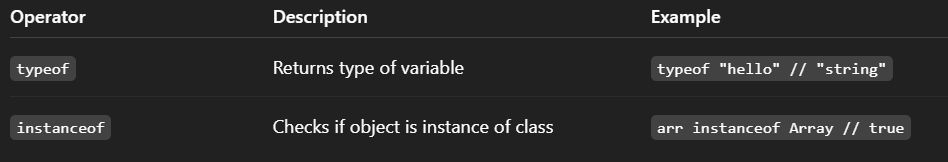 Operator Description Example
typeof Returns type of variable typeof "hello" // "string"
instanceof Checks if object is instance of class arr instanceof Array // true